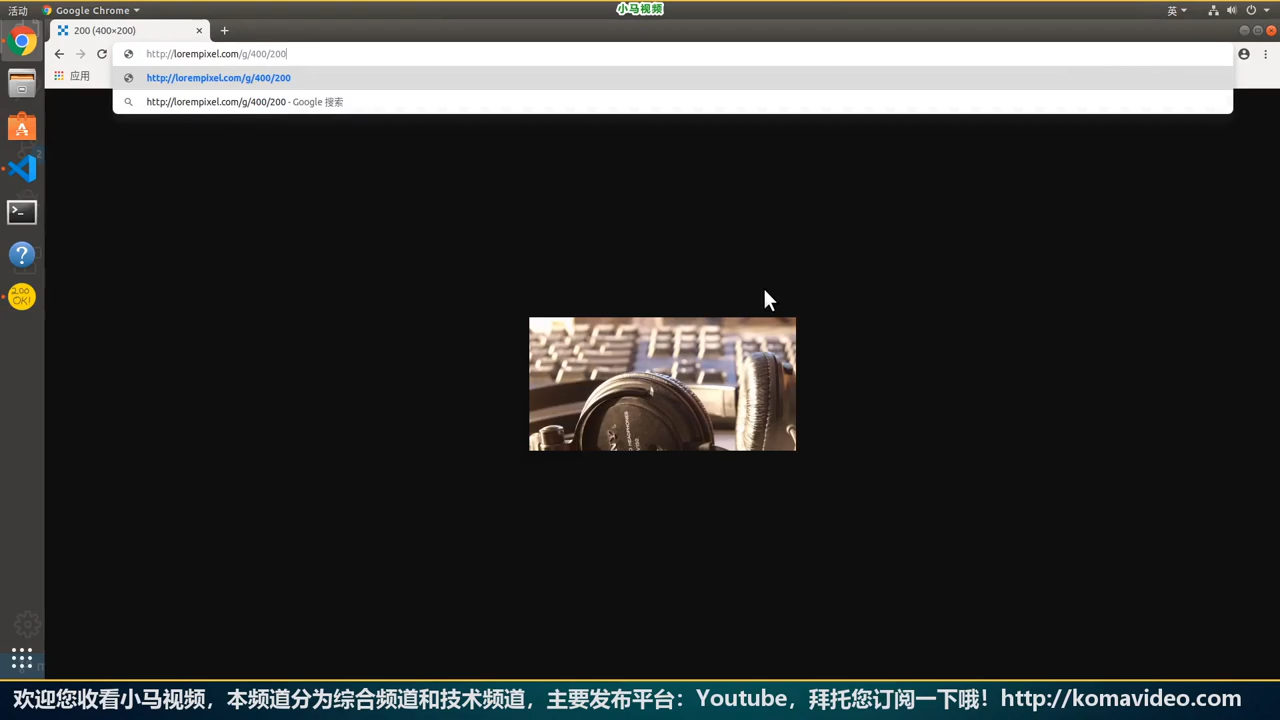 活动
Google Chrome
小马视频
英
200 (400×200)
http://lorempixel.com/g/400/200
应用
http://lorempixel.com/g/400/200
http://lorempixel.com/g/400/200 - Google 搜索
200
OK!
HEADPHONES
欢迎您收看小马视频，本频道分为综合频道和技术频道，主要发布平台：Youtube，拜托您订阅一下哦！http://komavideo.com